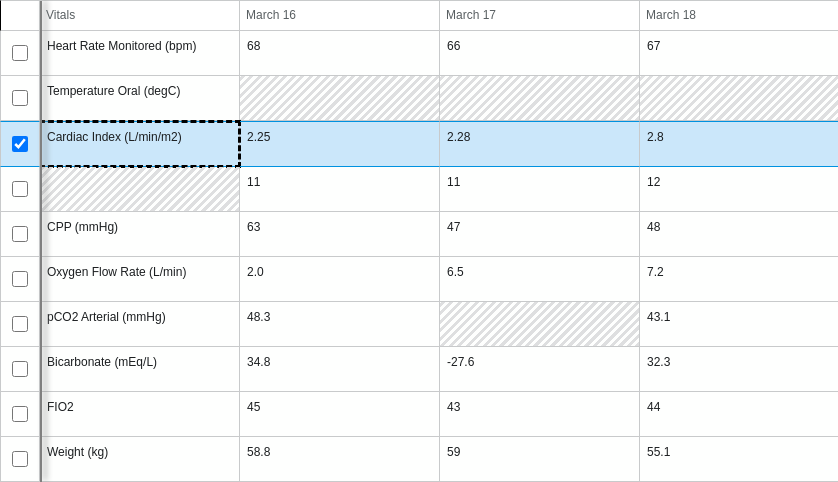 Vitals March 16 March 17 March 18
Heart Rate Monitored (bpm) 68 66 67
Temperature Oral (degC)
Cardiac Index (L/min/m2) 2.25 2.28 2.8
11 11 12
CPP (mmHg) 63 47 48
Oxygen Flow Rate (L/min) 2.0 6.5 7.2
pCO2 Arterial (mmHg) 48.3 43.1
Bicarbonate (mEq/L) 34.8 -27.6 32.3
FIO2 45 43 44
Weight (kg) 58.8 59 55.1